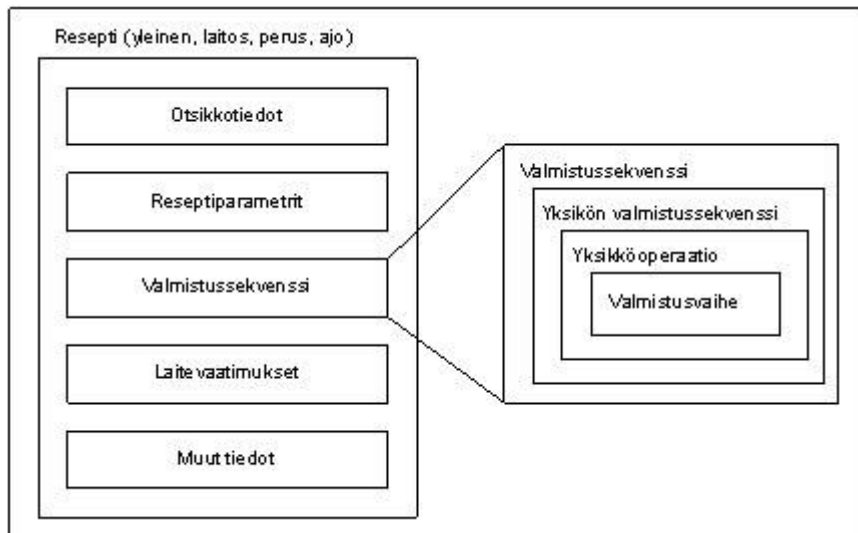 Resepti (yleinen, laitos, perus, ajo)
Otsikkotiedot
Reseptiparametrit
Valmistussekvenssi
Laitevaatimukset
Muut tiedot
Valmistussekvenssi
Yksikön valmistussekvenssi
Yksikköoperaatio
Valmistusvaihe